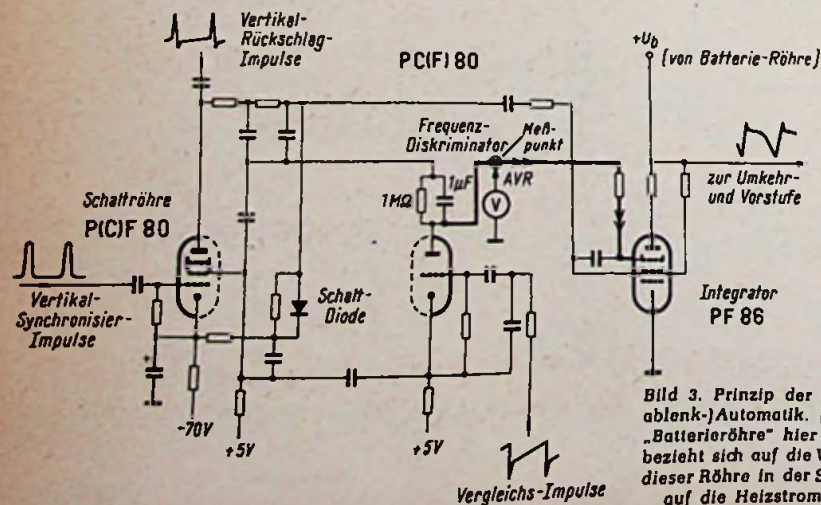 Vertikal-
Rückschlag-
Impulse
PC(F) 80
+Ub
(von Batterie-Röhre)
Frequenz-
Diskriminator
Meß-
punkt
1MΩ
1µF
AVR
V
zur Umkehr-
und Vorstufe
Schaltröhre
P(C)F 80
Vertikal-
Synchronisier-
Impulse
Schalt-
Diode
Integrator
PF 86
-70V
+5V
+5V
Vergleichs-Impulse
Bild 3. Prinzip der
ablenk-)Automatik.
„Batterieröhre" hier
bezieht sich auf die
dieser Röhre in der
auf die Heizstrom